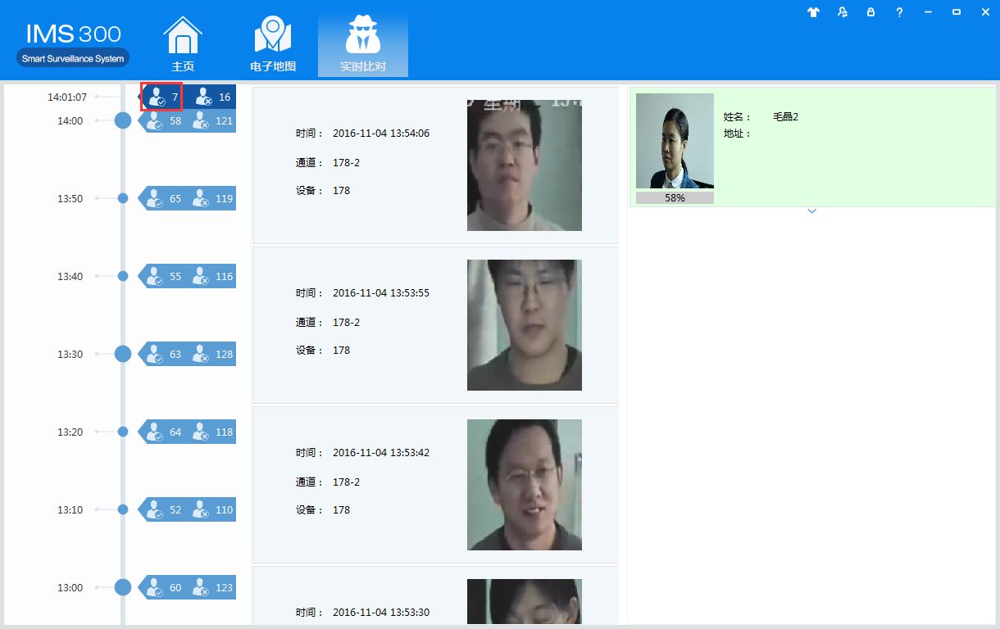 IMS 300
Smart Surveillance System
主页
电子地图
实时比对
?
14:01:07
7
16
14:00
58
121
13:50
65
119
13:40
55
116
13:30
63
128
13:20
64
118
13:10
52
110
13:00
60
123
时间： 2016-11-04 13:54:06
通道： 178-2
设备： 178
星期
时间： 2016-11-04 13:53:55
通道： 178-2
设备： 178
时间： 2016-11-04 13:53:42
通道： 178-2
设备： 178
时间： 2016-11-04 13:53:30
姓名： 毛晶2
地址：
58%